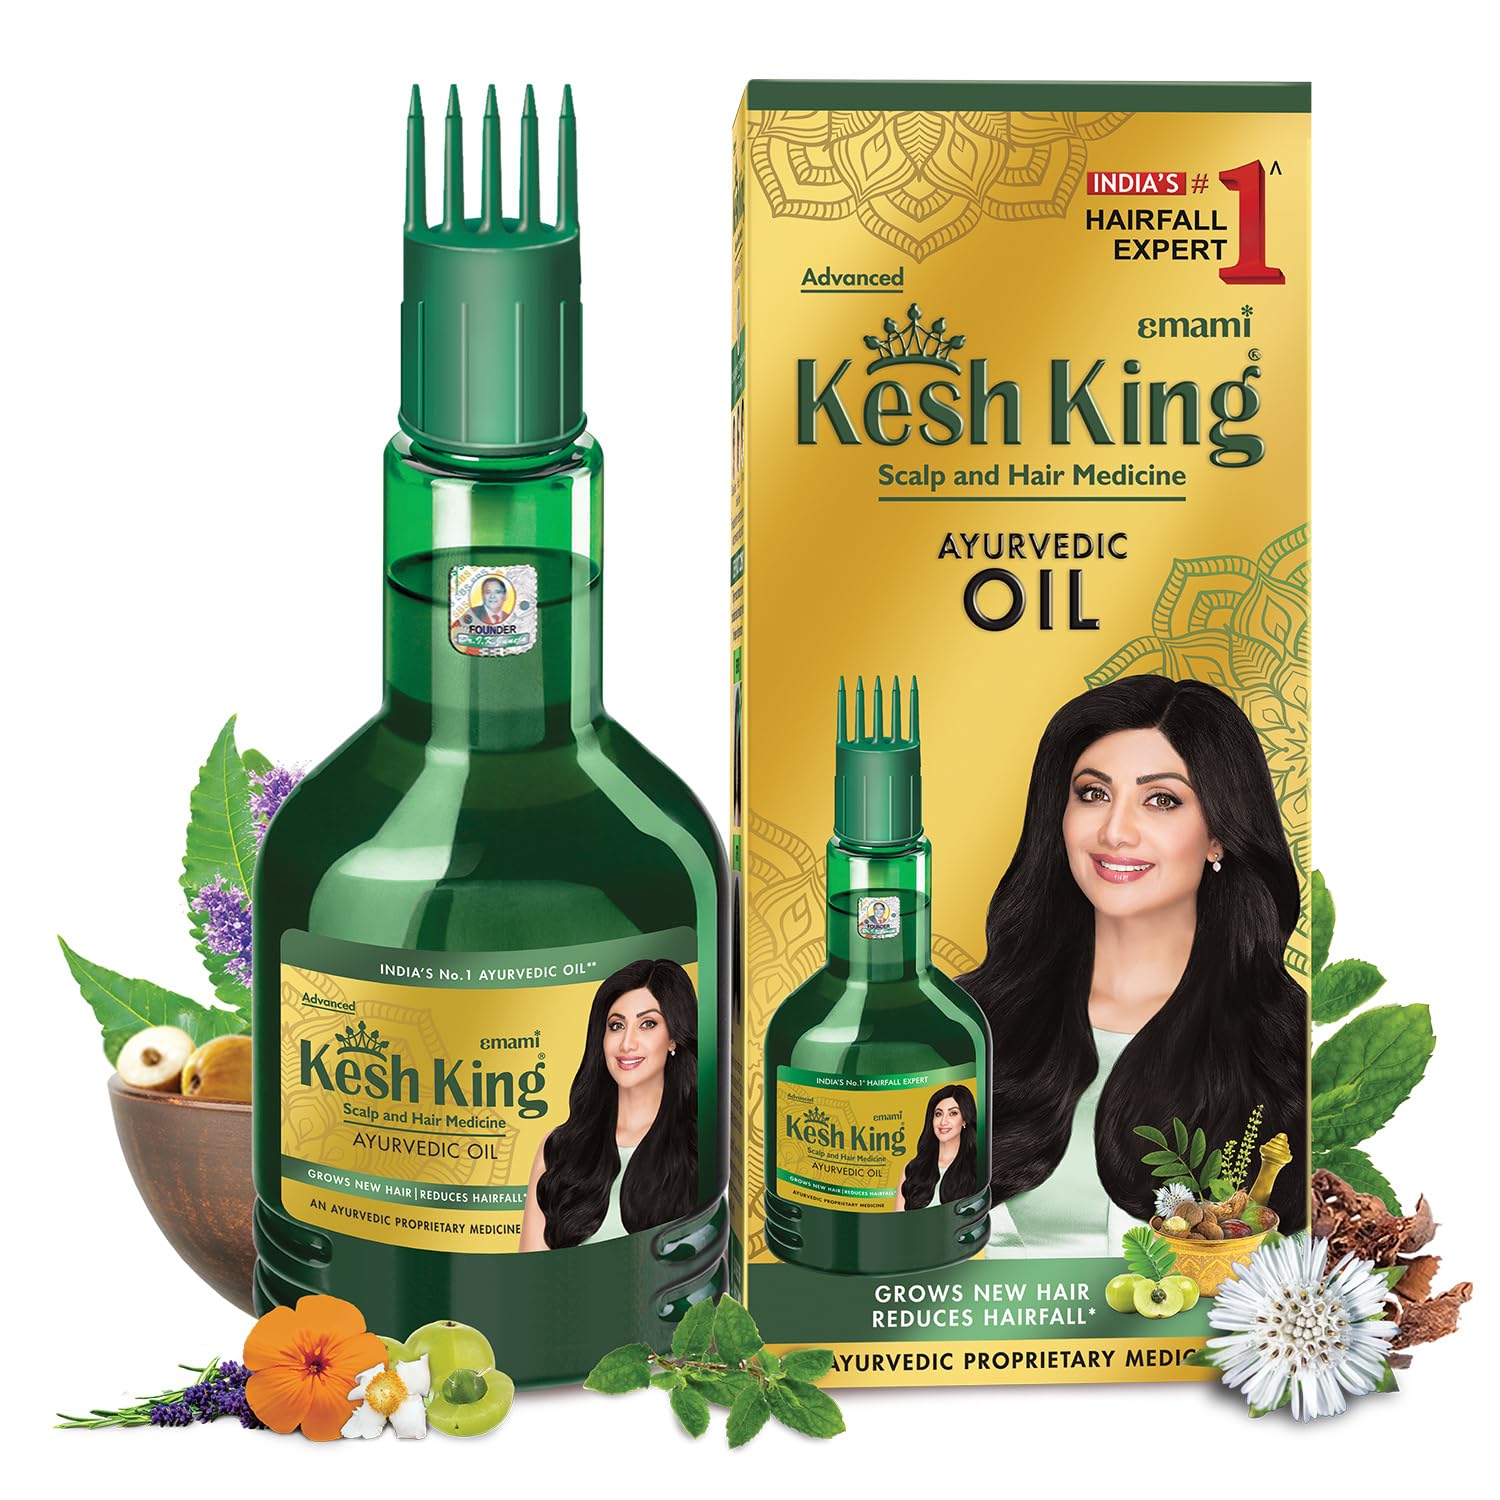 FOUNDER
Dr. I.K. Juneja
INDIA'S No.1 AYURVEDIC OIL**
Advanced
emami*
Kesh King®
Scalp and Hair Medicine
AYURVEDIC OIL
GROWS NEW HAIR | REDUCES HAIRFALL*
AN AYURVEDIC PROPRIETARY MEDICINE
INDIA'S #1^
HAIRFALL
EXPERT
Advanced
emami*
Kesh King®
Scalp and Hair Medicine
AYURVEDIC
OIL
FOUNDER
INDIA'S No.1^ HAIRFALL EXPERT
Advanced
emami*
Kesh King
Scalp and Hair Medicine
AYURVEDIC OIL
GROWS NEW HAIR | REDUCES HAIRFALL*
AYURVEDIC PROPRIETARY MEDICINE
GROWS NEW HAIR
REDUCES HAIRFALL*
AYURVEDIC PROPRIETARY MEDIC